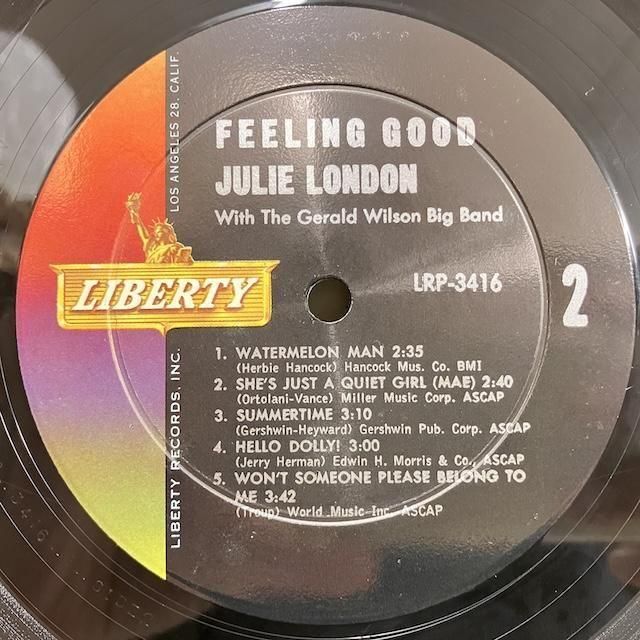 FEELING GOOD
JULIE LONDON
With The Gerald Wilson Big Band
LIBERTY
LRP-3416
2
1. WATERMELON MAN 2:35
(Herbie Hancock) Hancock Mus. Co. BMI
2. SHE'S JUST A QUIET GIRL (MAE) 2:40
(Ortolani-Vance) Miller Music Corp. ASCAP
3. SUMMERTIME 3:10
(Gershwin-Heyward) Gershwin Pub. Corp. ASCAP
4. HELLO DOLLY! 3:00
(Jerry Herman) Edwin H. Morris & Co., ASCAP
5. WON'T SOMEONE PLEASE BELONG TO
ME 3:42
(Troup) World Music Inc. ASCAP
LIBERTY RECORDS, INC.
LOS ANGELES 28, CALIF.